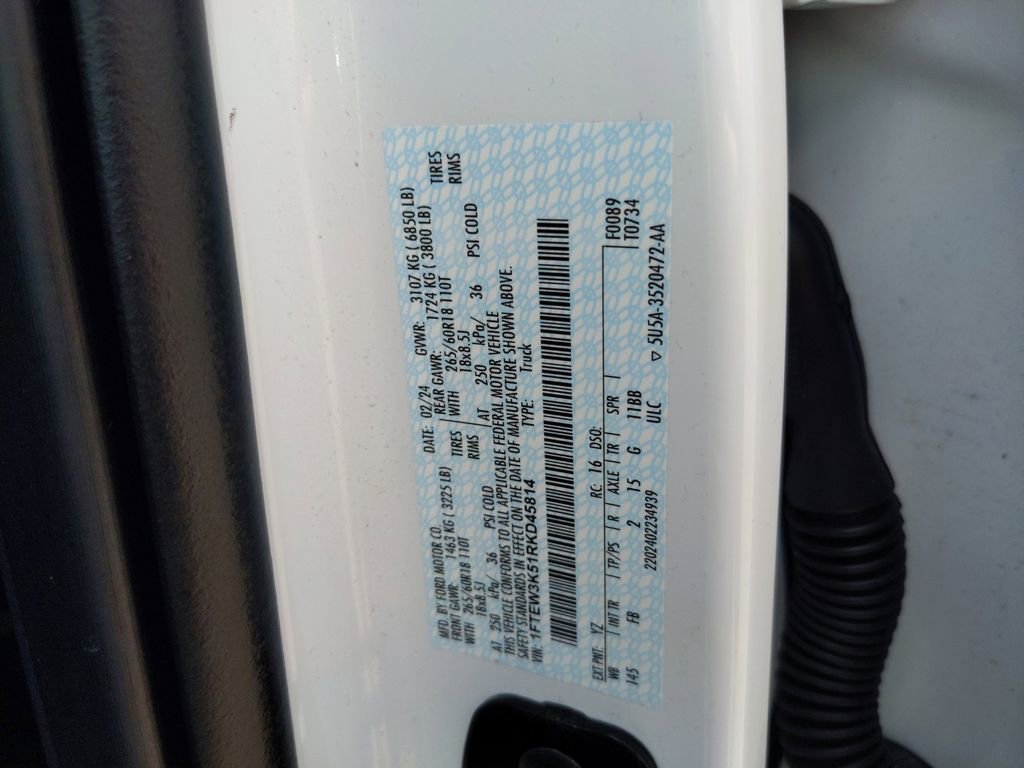 MFD. BY FORD MOTOR CO.
DATE: 02/24 GVWR: 3107 KG ( 6850 LB)
FRONT GAWR: 1463 KG ( 3225 LB) REAR GAWR: 1724 KG ( 3800 LB)
WITH 265/60R18 110T TIRES WITH 265/60R18 110T TIRES
18x8.5J RIMS 18x8.5J RIMS
AT 250 kPa/ 36 PSI COLD AT 250 kPa/ 36 PSI COLD
THIS VEHICLE CONFORMS TO ALL APPLICABLE FEDERAL MOTOR VEHICLE
SAFETY STANDARDS IN EFFECT ON THE DATE OF MANUFACTURE SHOWN ABOVE.
VIN: 1FTEW3K51RKD45814 TYPE: Truck
EXT PNT: YZ RC: 16 DSO: F0089
WB INT TR TP/PS R AXLE TR SPR T0734
145 FB 2 15 G 11BB
2202402234939 ULC ▽ 5U5A-3520472-AA